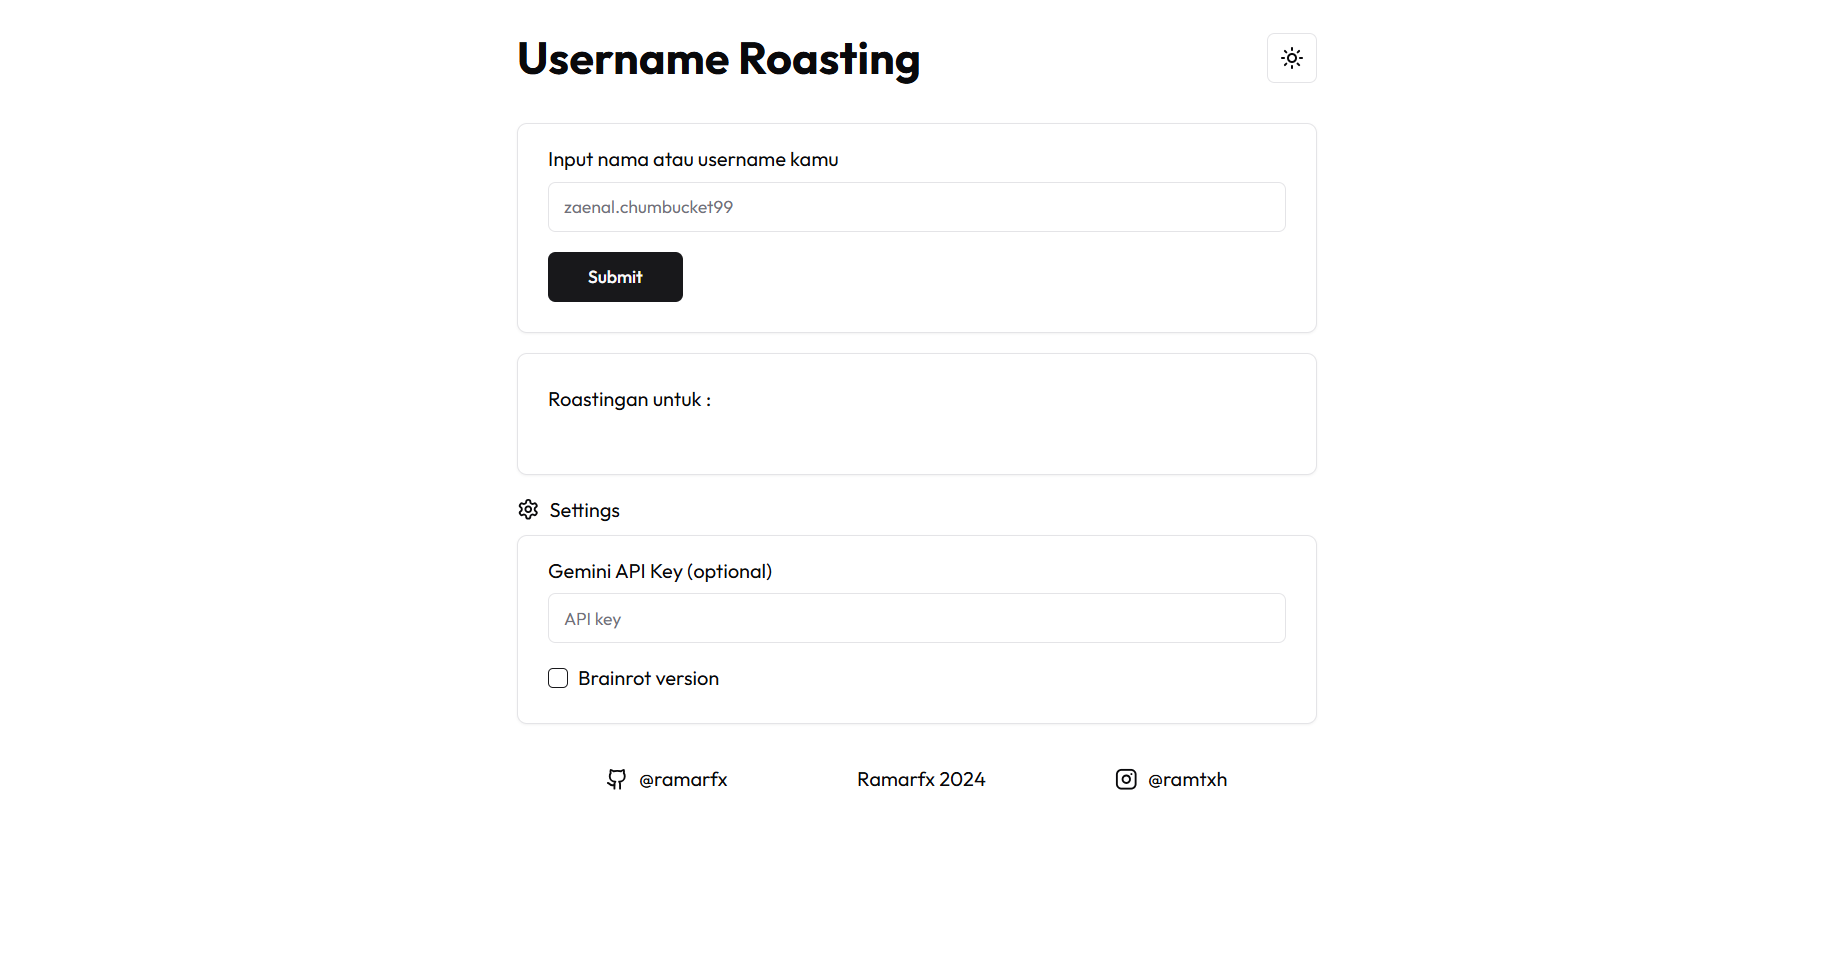 Username Roasting
Input nama atau username kamu
zaenal.chumbucket99
Submit
Roastingan untuk :
Settings
Gemini API Key (optional)
API key
Brainrot version
@ramarfx
Ramarfx 2024
@ramtxh